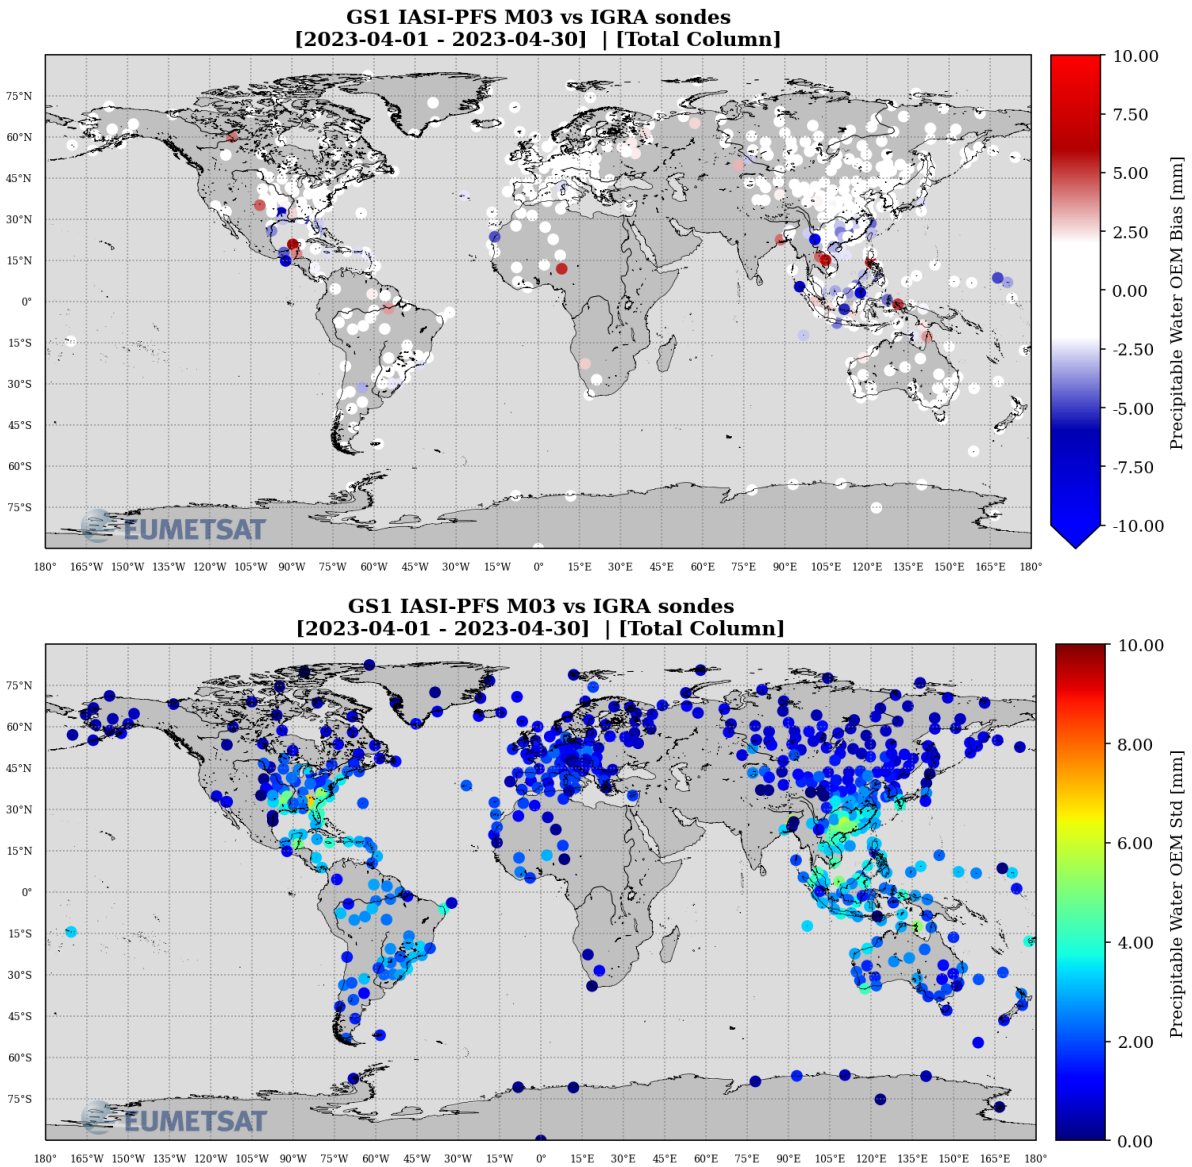 GS1 IASI-PFS M03 vs IGRA sondes
[2023-04-01 - 2023-04-30]  | [Total Column]
75°N
60°N
45°N
30°N
15°N
0°
15°S
30°S
45°S
60°S
75°S
EUMETSAT
180° 165°W 150°W 135°W 120°W 105°W 90°W 75°W 60°W 45°W 30°W 15°W 0° 15°E 30°E 45°E 60°E 75°E 90°E 105°E 120°E 135°E 150°E 165°E 180°
10.00
7.50
5.00
2.50
0.00
-2.50
-5.00
-7.50
-10.00
Precipitable Water OEM Bias [mm]
GS1 IASI-PFS M03 vs IGRA sondes
[2023-04-01 - 2023-04-30]  | [Total Column]
75°N
60°N
45°N
30°N
15°N
0°
15°S
30°S
45°S
60°S
75°S
EUMETSAT
180° 165°W 150°W 135°W 120°W 105°W 90°W 75°W 60°W 45°W 30°W 15°W 0° 15°E 30°E 45°E 60°E 75°E 90°E 105°E 120°E 135°E 150°E 165°E 180°
10.00
8.00
6.00
4.00
2.00
0.00
Precipitable Water OEM Std [mm]